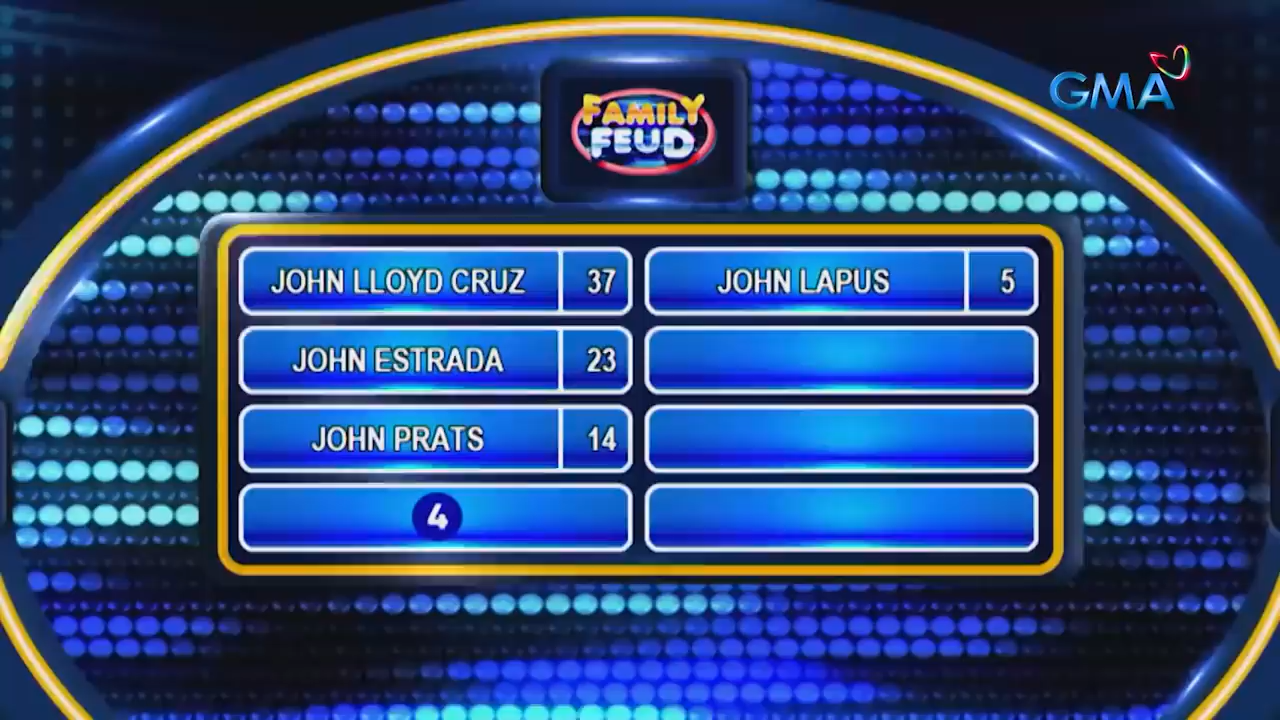 GMA
FAMILY
FEUD
JOHN LLOYD CRUZ 37
JOHN ESTRADA 23
JOHN PRATS 14
4
JOHN LAPUS 5